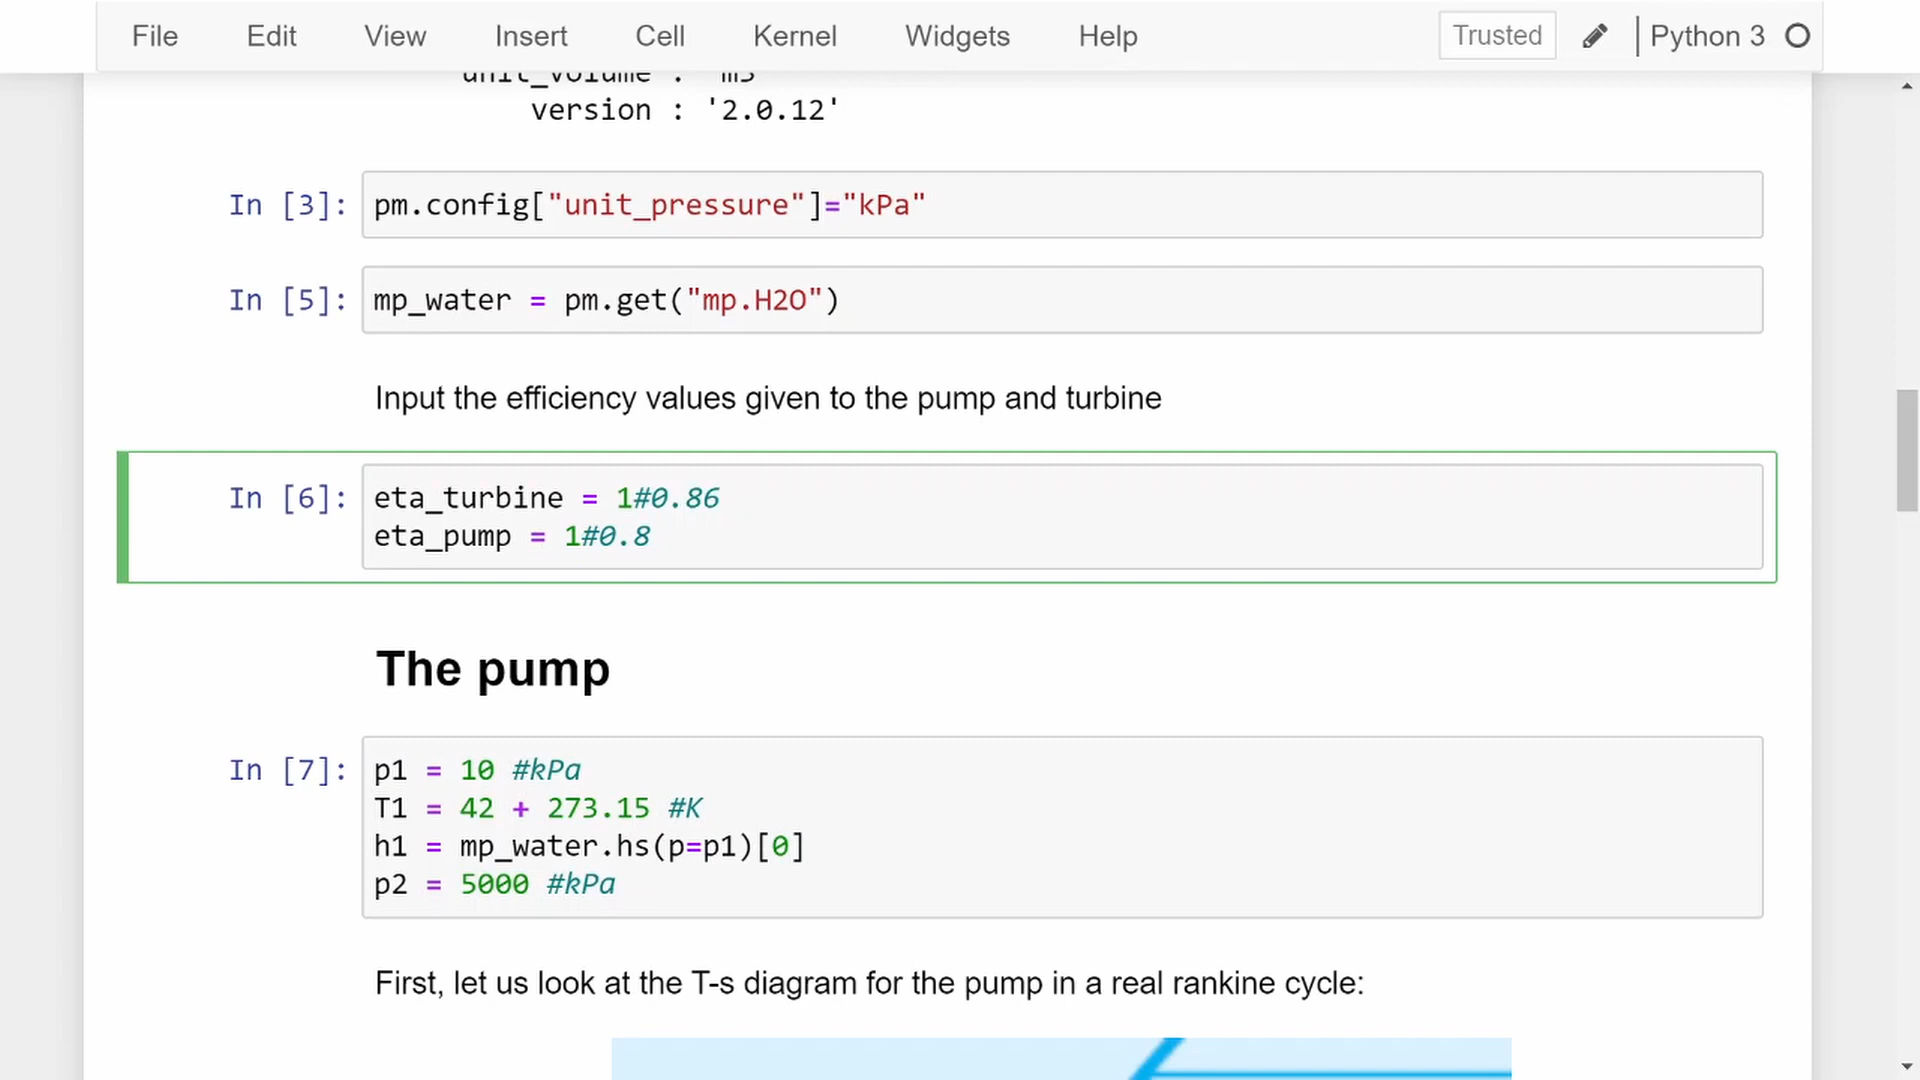 File Edit View Insert Cell Kernel Widgets Help Trusted Python 3
unit_volume : 'm3'
version : '2.0.12'
In [3]: pm.config["unit_pressure"]="kPa"
In [5]: mp_water = pm.get("mp.H2O")
Input the efficiency values given to the pump and turbine
In [6]: eta_turbine = 1#0.86
eta_pump = 1#0.8
The pump
In [7]: p1 = 10 #kPa
T1 = 42 + 273.15 #K
h1 = mp_water.hs(p=p1)[0]
p2 = 5000 #kPa
First, let us look at the T-s diagram for the pump in a real rankine cycle: